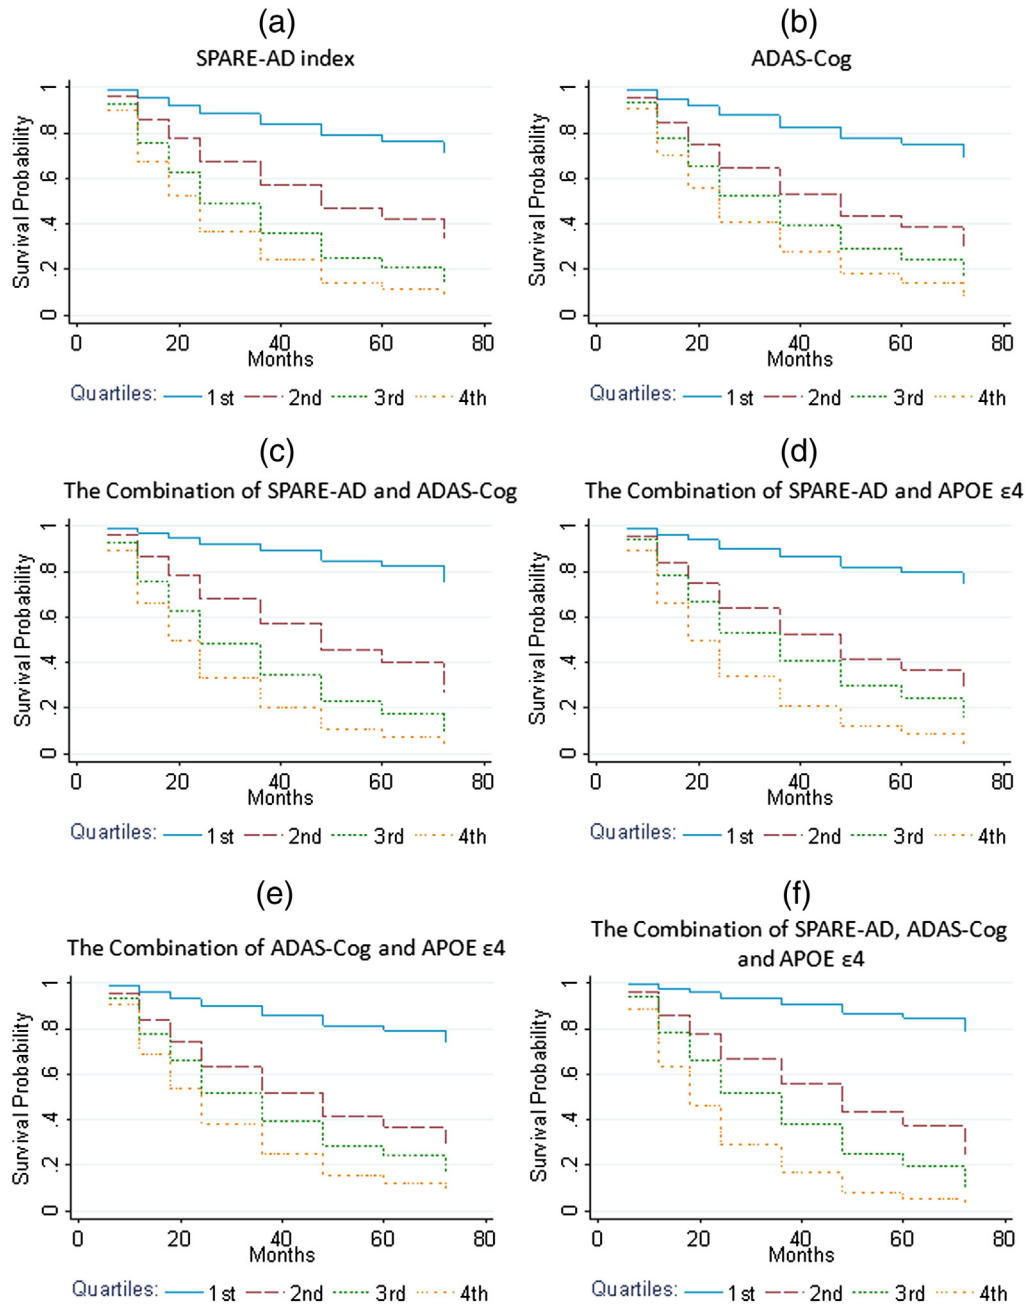 (a)
SPARE-AD index
Survival Probability
1
.8
.6
.4
.2
0
0 20 40 60 80
Months
Quartiles: 1st 2nd 3rd 4th
(b)
ADAS-Cog
Survival Probability
1
.8
.6
.4
.2
0
0 20 40 60 80
Months
Quartiles: 1st 2nd 3rd 4th
(c)
The Combination of SPARE-AD and ADAS-Cog
Survival Probability
1
.8
.6
.4
.2
0
0 20 40 60 80
Months
Quartiles: 1st 2nd 3rd 4th
(d)
The Combination of SPARE-AD and APOE ε4
Survival Probability
1
.8
.6
.4
.2
0
0 20 40 60 80
Months
Quartiles: 1st 2nd 3rd 4th
(e)
The Combination of ADAS-Cog and APOE ε4
Survival Probability
1
.8
.6
.4
.2
0
0 20 40 60 80
Months
Quartiles: 1st 2nd 3rd 4th
(f)
The Combination of SPARE-AD, ADAS-Cog
and APOE ε4
Survival Probability
1
.8
.6
.4
.2
0
0 20 40 60 80
Months
Quartiles: 1st 2nd 3rd 4th